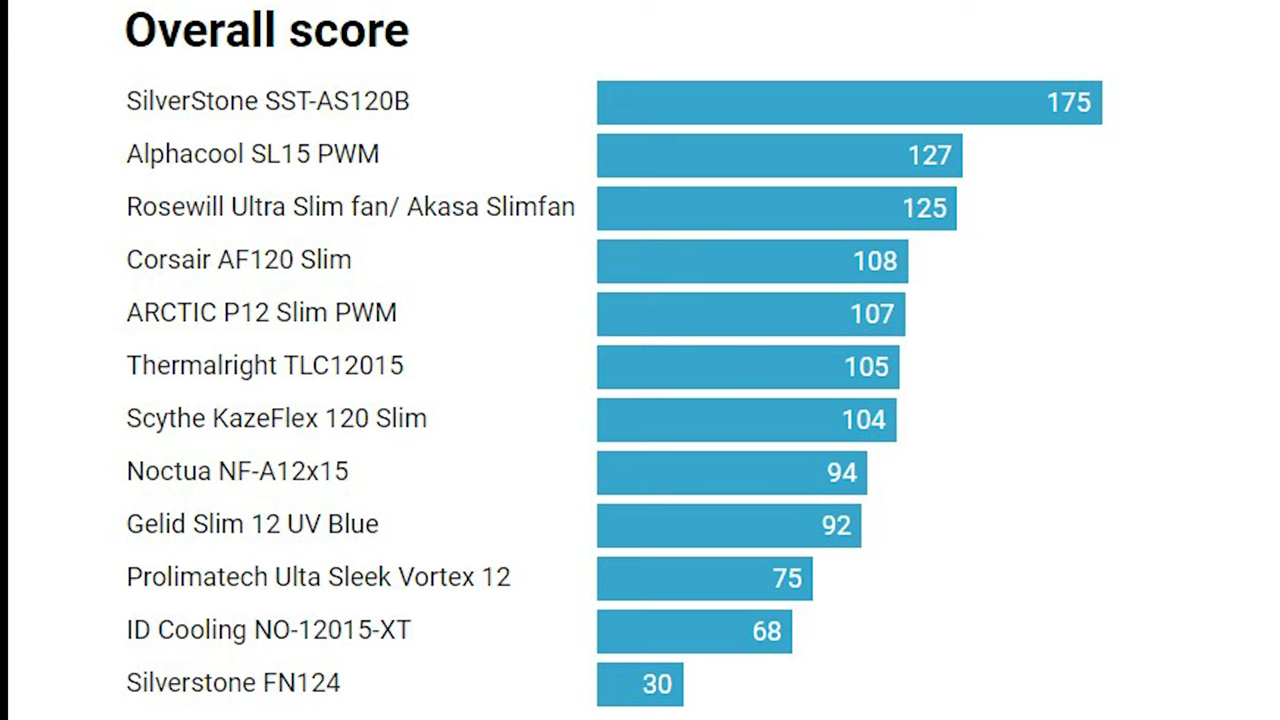 Overall score
SilverStone SST-AS120B 175
Alphacool SL15 PWM 127
Rosewill Ultra Slim fan/ Akasa Slimfan 125
Corsair AF120 Slim 108
ARCTIC P12 Slim PWM 107
Thermalright TLC12015 105
Scythe KazeFlex 120 Slim 104
Noctua NF-A12x15 94
Gelid Slim 12 UV Blue 92
Prolimatech Ulta Sleek Vortex 12 75
ID Cooling NO-12015-XT 68
Silverstone FN124 30